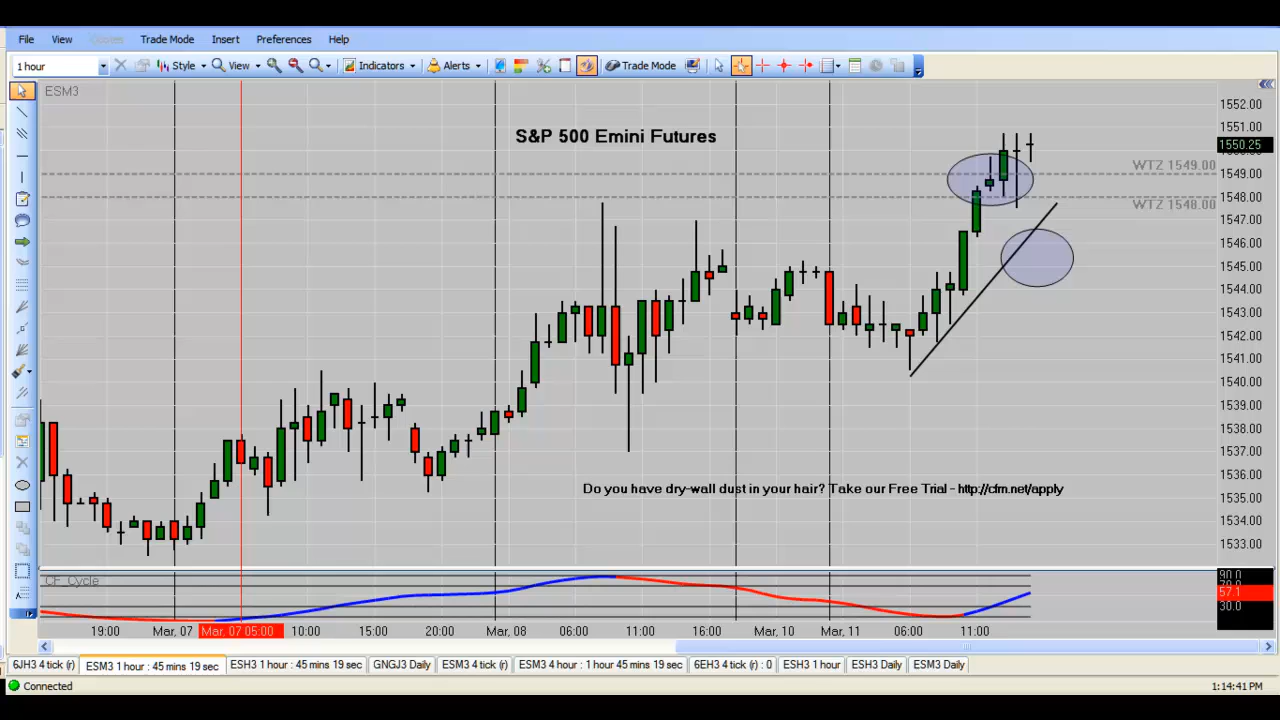 File View Copies Trade Mode Insert Preferences Help
1 hour Style View Indicators Alerts Trade Mode
ESM3
S&P 500 Emini Futures
1552.00
1551.00
1550.25
WTZ 1549.00 1549.00
1548.00
WTZ 1548.00
1547.00
1546.00
1545.00
1544.00
1543.00
1542.00
1541.00
1540.00
1539.00
1538.00
1537.00
1536.00
Do you have dry-wall dust in your hair? Take our Free Trial - http://cfrn.net/apply
1535.00
1534.00
1533.00
CF_Cycle
90.0
70.0
57.1
30.0
19:00 Mar, 07 Mar, 07 05:00 10:00 15:00 20:00 Mar, 08 06:00 11:00 16:00 Mar, 10 Mar, 11 06:00 11:00
6JH3 4 tick (r) ESM3 1 hour : 45 mins 19 sec ESH3 1 hour : 45 mins 19 sec GNGJ3 Daily ESM3 4 tick (r) ESM3 4 hour : 1 hour 45 mins 19 sec 6EH3 4 tick (r) : 0 ESH3 1 hour ESH3 Daily ESM3 Daily
Connected 1:14:41 PM